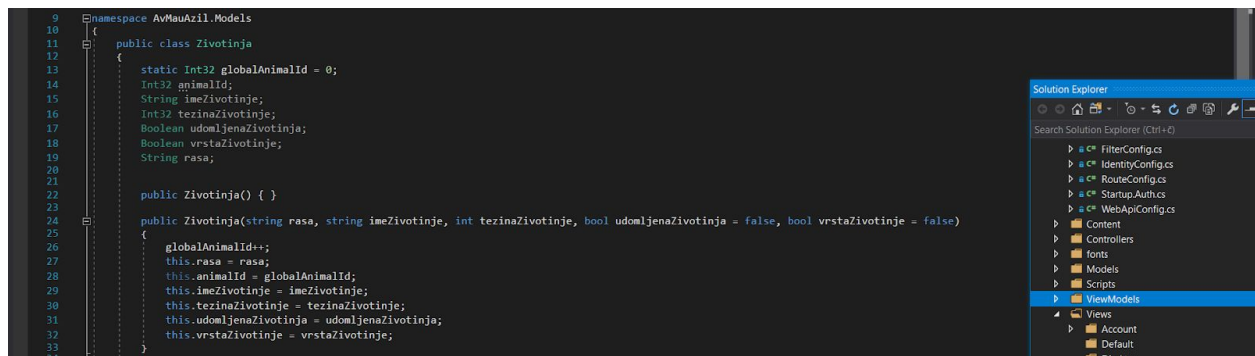 9 namespace AvMauAzil.Models
10 {
11 public class Zivotinja
12 {
13 static Int32 globalAnimalId = 0;
14 Int32 animalId;
15 String imeZivotinje;
16 Int32 tezinaZivotinje;
17 Boolean udomljenaZivotinja;
18 Boolean vrstaZivotinje;
19 String rasa;
20
21
22 public Zivotinja() { }
23
24 public Zivotinja(string rasa, string imeZivotinje, int tezinaZivotinje, bool udomljenaZivotinja = false, bool vrstaZivotinje = false)
25 {
26 globalAnimalId++;
27 this.rasa = rasa;
28 this.animalId = globalAnimalId;
29 this.imeZivotinje = imeZivotinje;
30 this.tezinaZivotinje = tezinaZivotinje;
31 this.udomljenaZivotinja = udomljenaZivotinja;
32 this.vrstaZivotinje = vrstaZivotinje;
33 }
Solution Explorer
Search Solution Explorer (Ctrl+č)
C# FilterConfig.cs
C# IdentityConfig.cs
C# RouteConfig.cs
C# Startup.Auth.cs
C# WebApiConfig.cs
Content
Controllers
fonts
Models
Scripts
ViewModels
Views
Account
Default